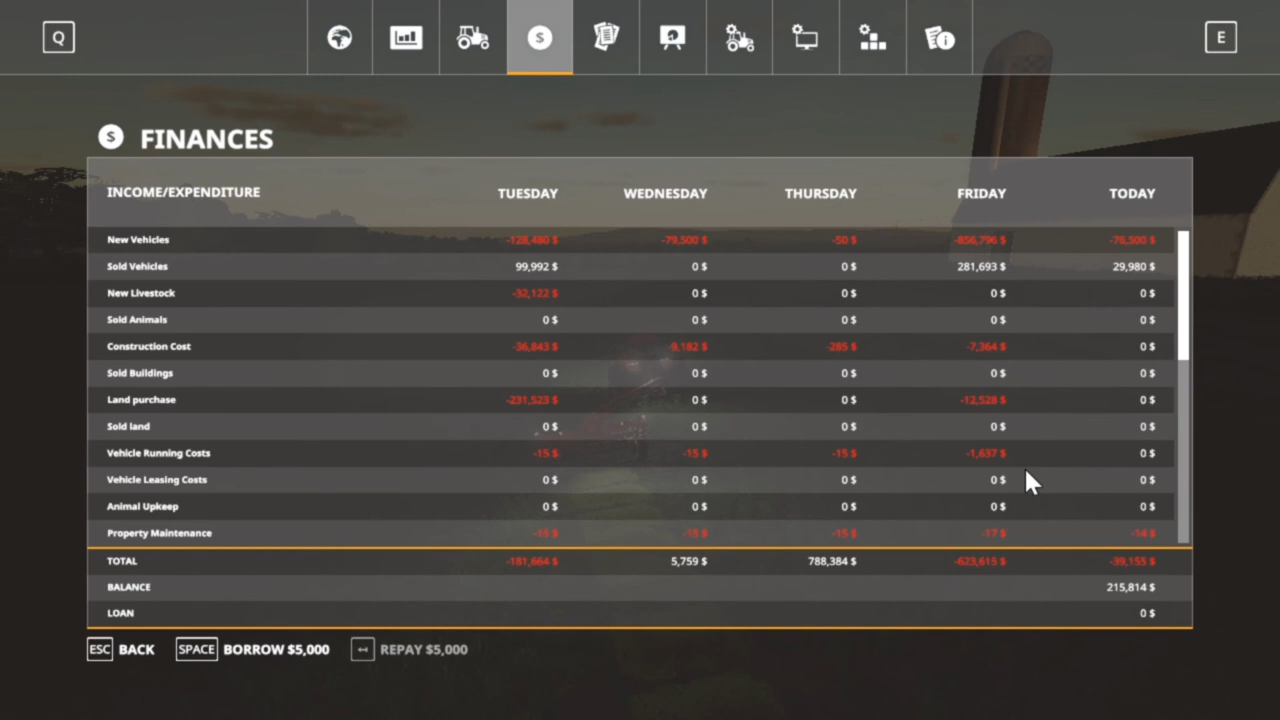 Q E
FINANCES
INCOME/EXPENDITURE TUESDAY WEDNESDAY THURSDAY FRIDAY TODAY
New Vehicles -128,480 $ -79,500 $ -50 $ -856,796 $ -76,500 $
Sold Vehicles 99,992 $ 0 $ 0 $ 281,693 $ 29,980 $
New Livestock -32,122 $ 0 $ 0 $ 0 $ 0 $
Sold Animals 0 $ 0 $ 0 $ 0 $ 0 $
Construction Cost -36,843 $ -9,182 $ -285 $ -7,364 $ 0 $
Sold Buildings 0 $ 0 $ 0 $ 0 $ 0 $
Land purchase -231,523 $ 0 $ 0 $ -12,528 $ 0 $
Sold land 0 $ 0 $ 0 $ 0 $ 0 $
Vehicle Running Costs -15 $ -15 $ -15 $ -1,637 $ 0 $
Vehicle Leasing Costs 0 $ 0 $ 0 $ 0 $ 0 $
Animal Upkeep 0 $ 0 $ 0 $ 0 $ 0 $
Property Maintenance -15 $ -15 $ -15 $ -17 $ -14 $
TOTAL -181,664 $ 5,759 $ 788,384 $ -623,615 $ -39,155 $
BALANCE 215,814 $
LOAN 0 $
ESC BACK SPACE BORROW $5,000 REPAY $5,000